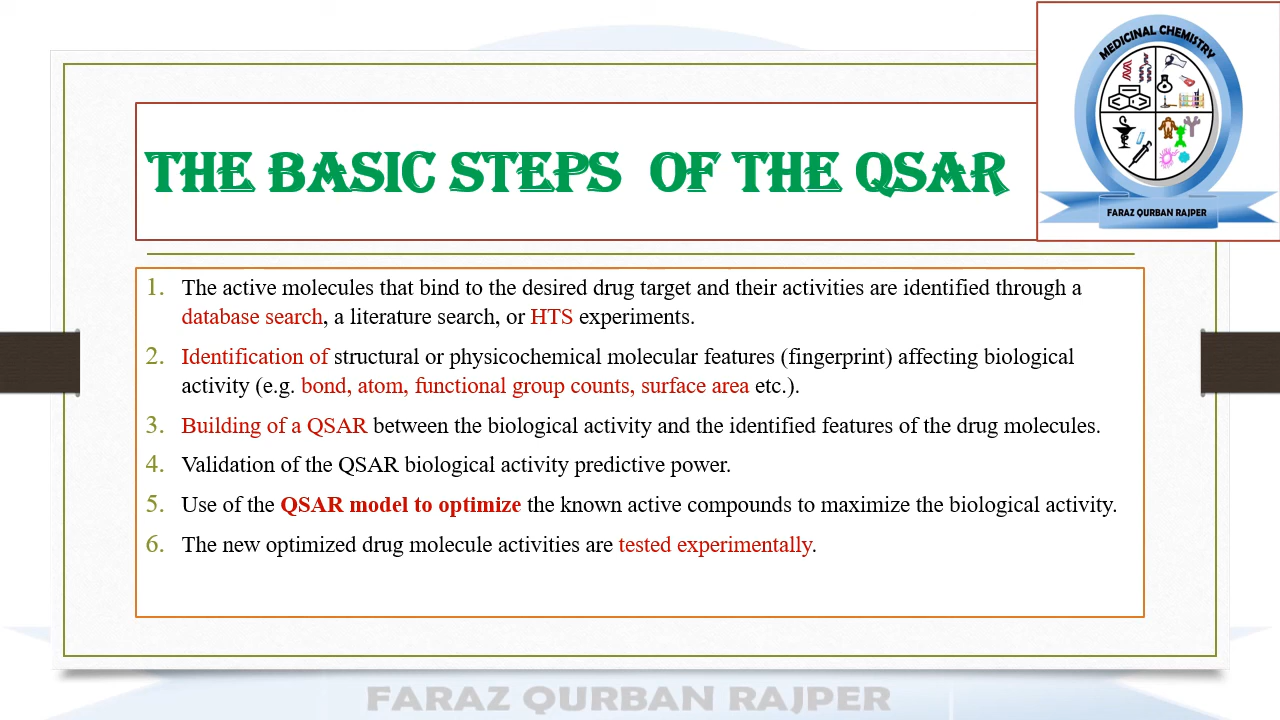 MEDICINAL CHEMISTRY
FARAZ QURBAN RAJPER
THE BASIC STEPS OF THE QSAR
1. The active molecules that bind to the desired drug target and their activities are identified through a
database search, a literature search, or HTS experiments.
2. Identification of structural or physicochemical molecular features (fingerprint) affecting biological
activity (e.g. bond, atom, functional group counts, surface area etc.).
3. Building of a QSAR between the biological activity and the identified features of the drug molecules.
4. Validation of the QSAR biological activity predictive power.
5. Use of the QSAR model to optimize the known active compounds to maximize the biological activity.
6. The new optimized drug molecule activities are tested experimentally.
FARAZ QURBAN RAJPER